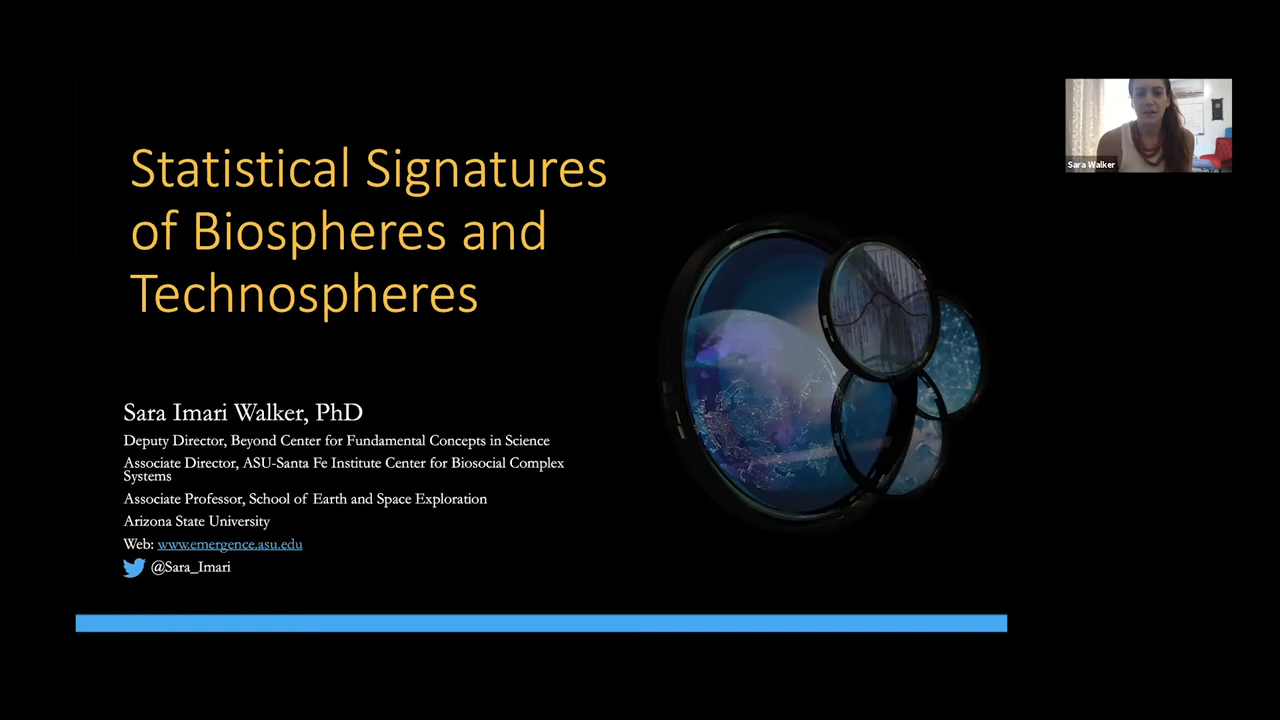 Statistical Signatures
of Biospheres and
Technospheres
Sara Imari Walker, PhD
Deputy Director, Beyond Center for Fundamental Concepts in Science
Associate Director, ASU-Santa Fe Institute Center for Biosocial Complex
Systems
Associate Professor, School of Earth and Space Exploration
Arizona State University
Web: www.emergence.asu.edu
@Sara_Imari
Sara Walker